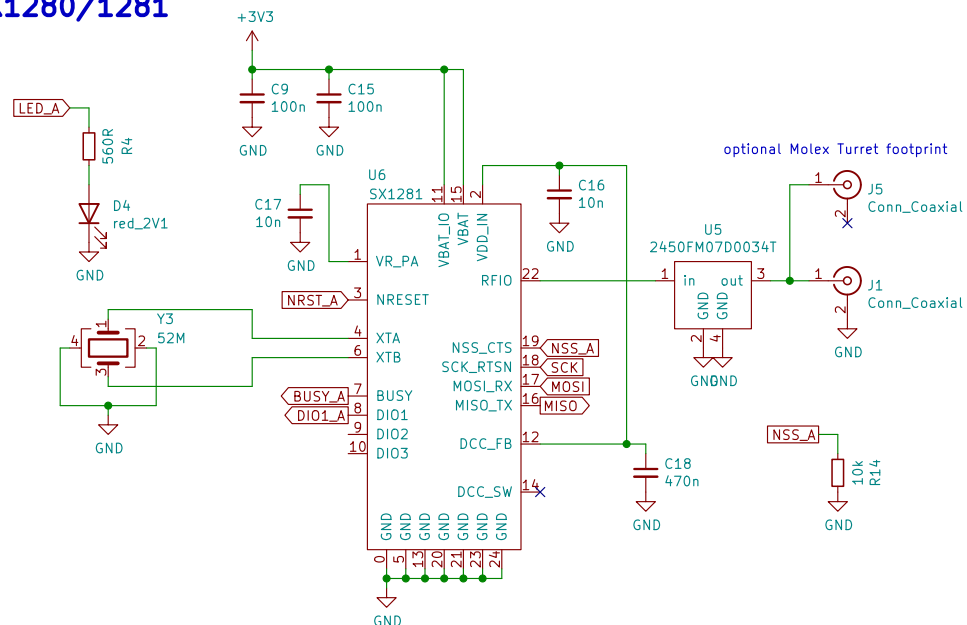 1280/1281
+3V3
C9
100n
C15
100n
GND
GND
LED_A
560R
R4
D4
red_2V1
GND
C17
10n
GND
U6
SX1281
11
15
2
VBAT_IO
VBAT
VDD_IN
C16
10n
GND
optional Molex Turret footprint
1
J5
Conn_Coaxial
2
U5
2450FM07D0034T
1
in
out
3
GND
GND
2
4
GND
GND
1
J1
Conn_Coaxial
2
GND
1
VR_PA
RFIO
22
NRST_A
3
NRESET
Y3
52M
1
4
2
3
GND
4
XTA
6
XTB
NSS_CTS
19
NSS_A
SCK_RTSN
18
SCK
MOSI_RX
17
MOSI
MISO_TX
16
MISO
BUSY_A
7
BUSY
DIO1_A
8
DIO1
9
DIO2
10
DIO3
DCC_FB
12
C18
470n
GND
DCC_SW
14
GND
GND
GND
GND
GND
GND
GND
0
5
13
20
21
23
24
GND
NSS_A
10k
R14
GND